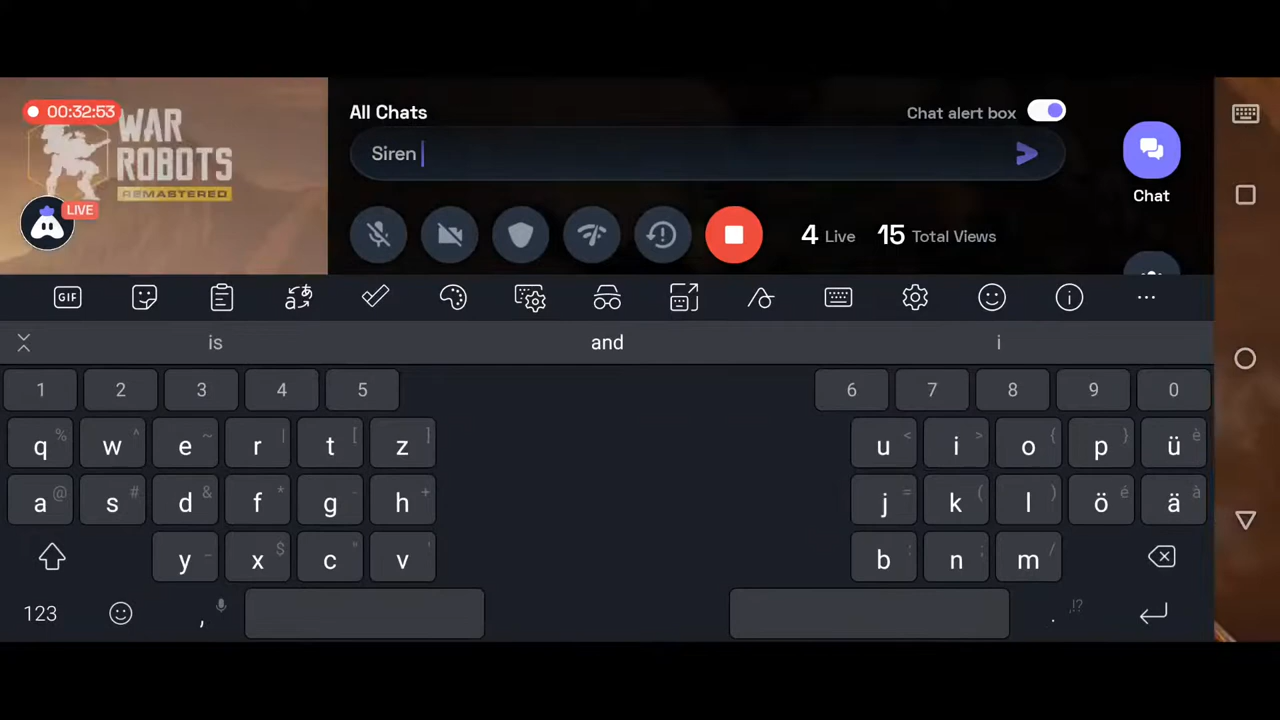 00:32:53
WAR
ROBOTS
REMASTERED
LIVE
All Chats
Chat alert box
Siren
Chat
4 Live 15 Total Views
GIF
is and i
1 2 3 4 5 6 7 8 9 0
q % w ^ e ~ r | t [ z ] u < i > o { p } ü è
a @ s # d & f * g - h + j = k ( l ) ö é ä à
y _ x $ c " v ' b : n ; m /
123 , . ,!?